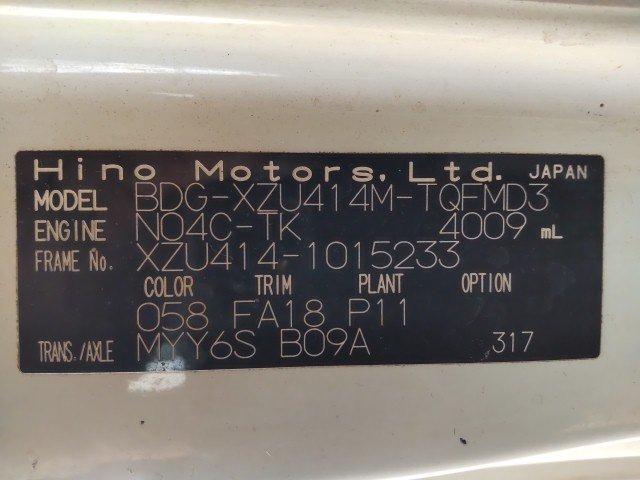 Hino Motors, Ltd. JAPAN
MODEL BDG-XZU414M-TQFMD3
ENGINE N04C-TK 4009 mL
FRAME No. XZU414-1015233
COLOR TRIM PLANT OPTION
058 FA18 P11
TRANS./AXLE MYY6S B09A 317